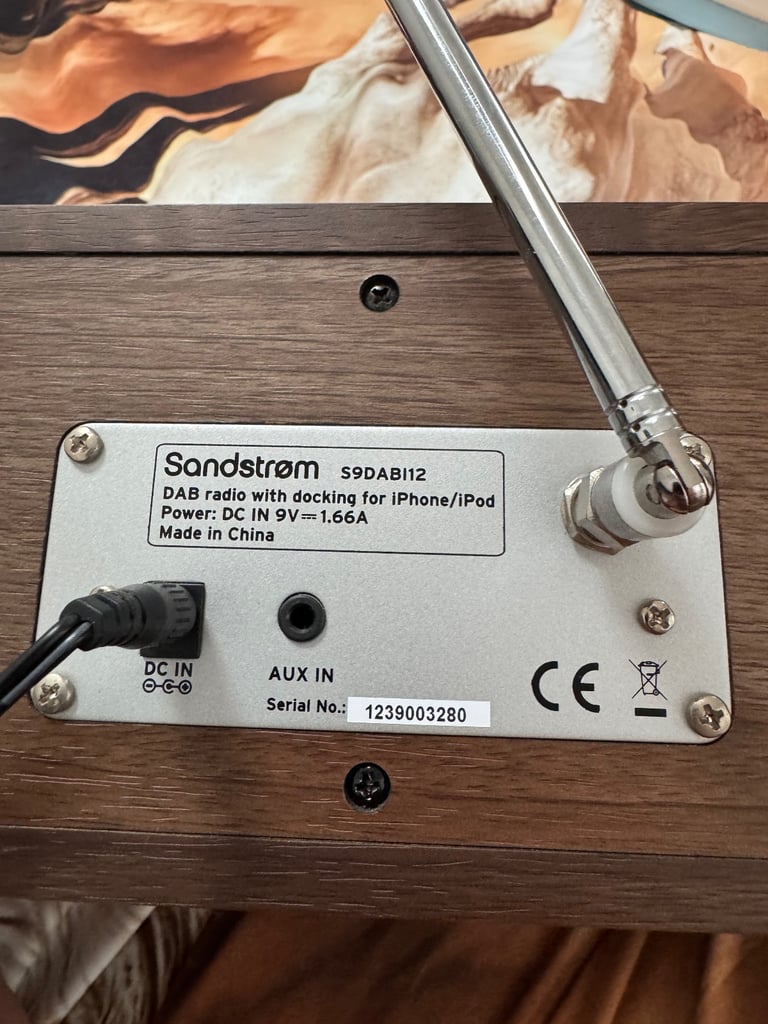 Sandstrøm S9DABI12
DAB radio with docking for iPhone/iPod
Power: DC IN 9V⎓1.66A
Made in China
DC IN
AUX IN
Serial No.: 1239003280
CE